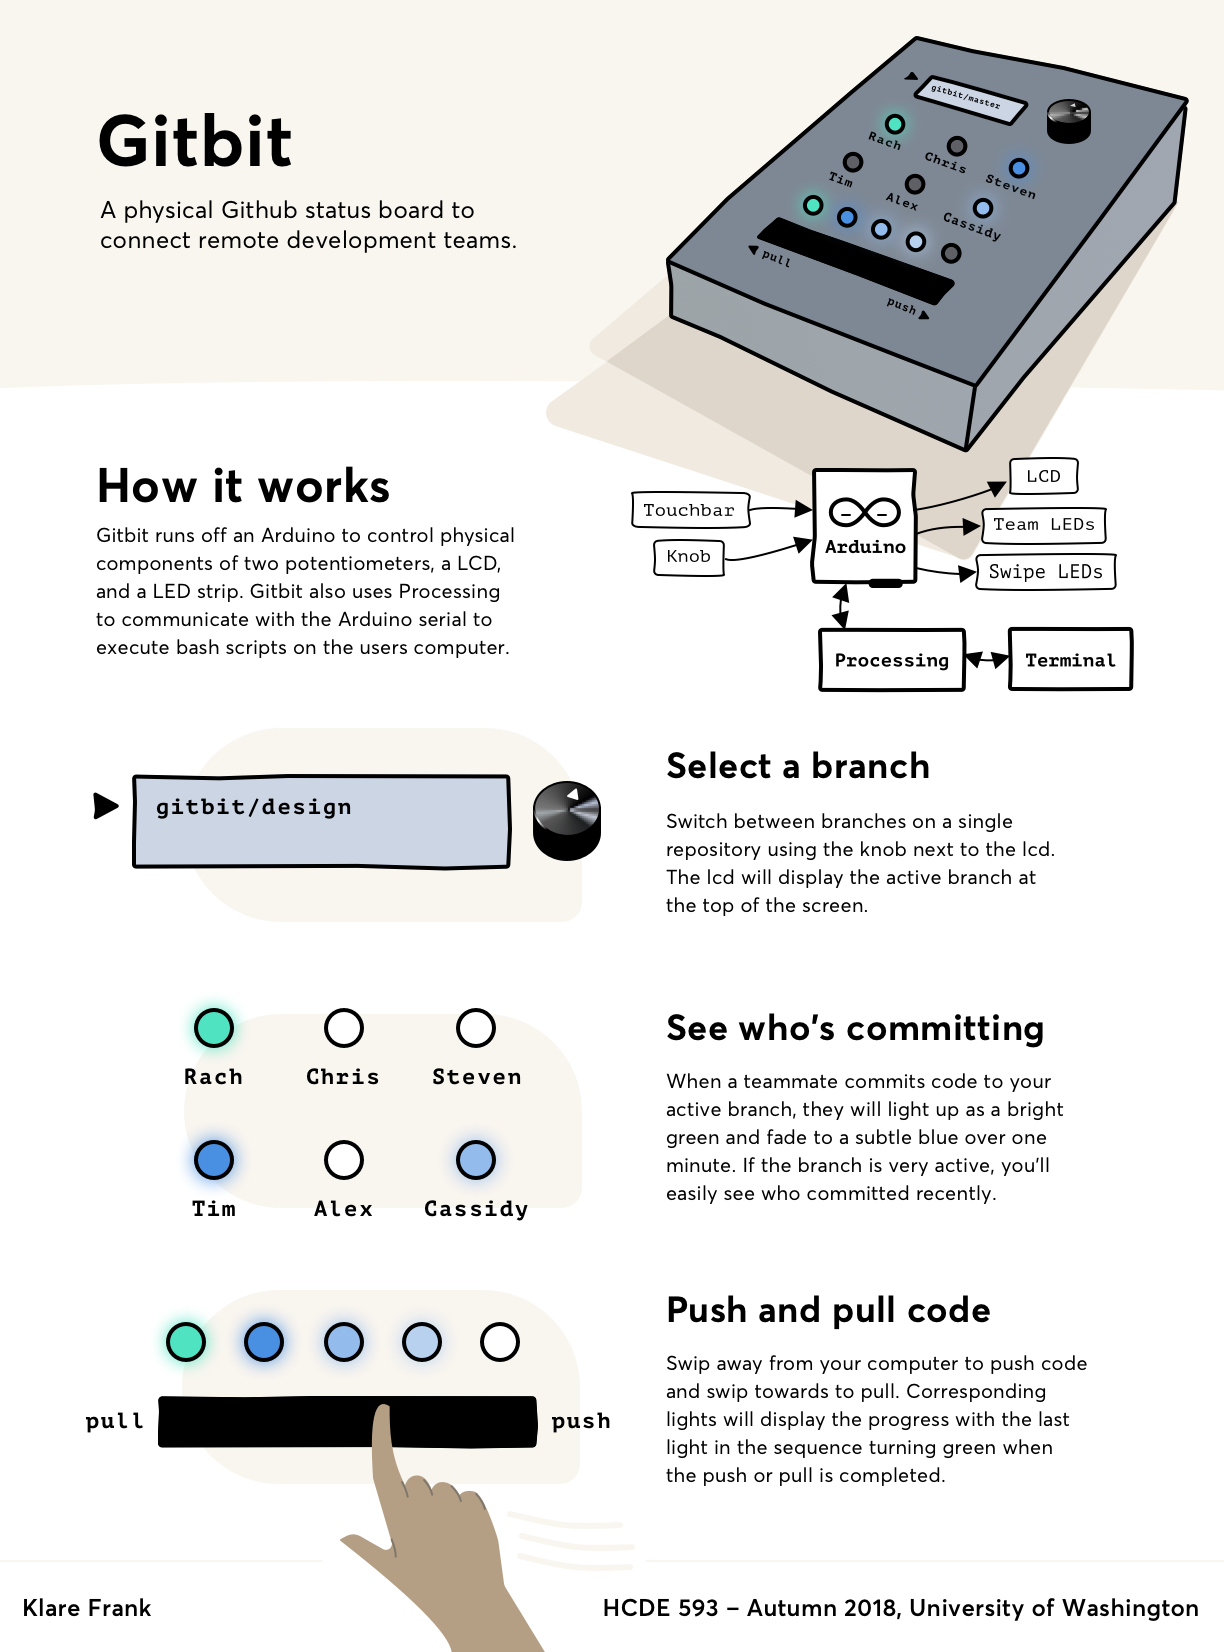 Gitbit
A physical Github status board to
connect remote development teams.
gitbit/master
Rach
Chris
Steven
Tim
Alex
Cassidy
pull
push
How it works
Gitbit runs off an Arduino to control physical
components of two potentiometers, a LCD,
and a LED strip. Gitbit also uses Processing
to communicate with the Arduino serial to
execute bash scripts on the users computer.
Touchbar
Knob
Arduino
LCD
Team LEDs
Swipe LEDs
Processing
Terminal
gitbit/design
Select a branch
Switch between branches on a single
repository using the knob next to the lcd.
The lcd will display the active branch at
the top of the screen.
Rach
Chris
Steven
Tim
Alex
Cassidy
See who's committing
When a teammate commits code to your
active branch, they will light up as a bright
green and fade to a subtle blue over one
minute. If the branch is very active, you'll
easily see who committed recently.
pull
push
Push and pull code
Swip away from your computer to push code
and swip towards to pull. Corresponding
lights will display the progress with the last
light in the sequence turning green when
the push or pull is completed.
Klare Frank
HCDE 593 – Autumn 2018, University of Washington